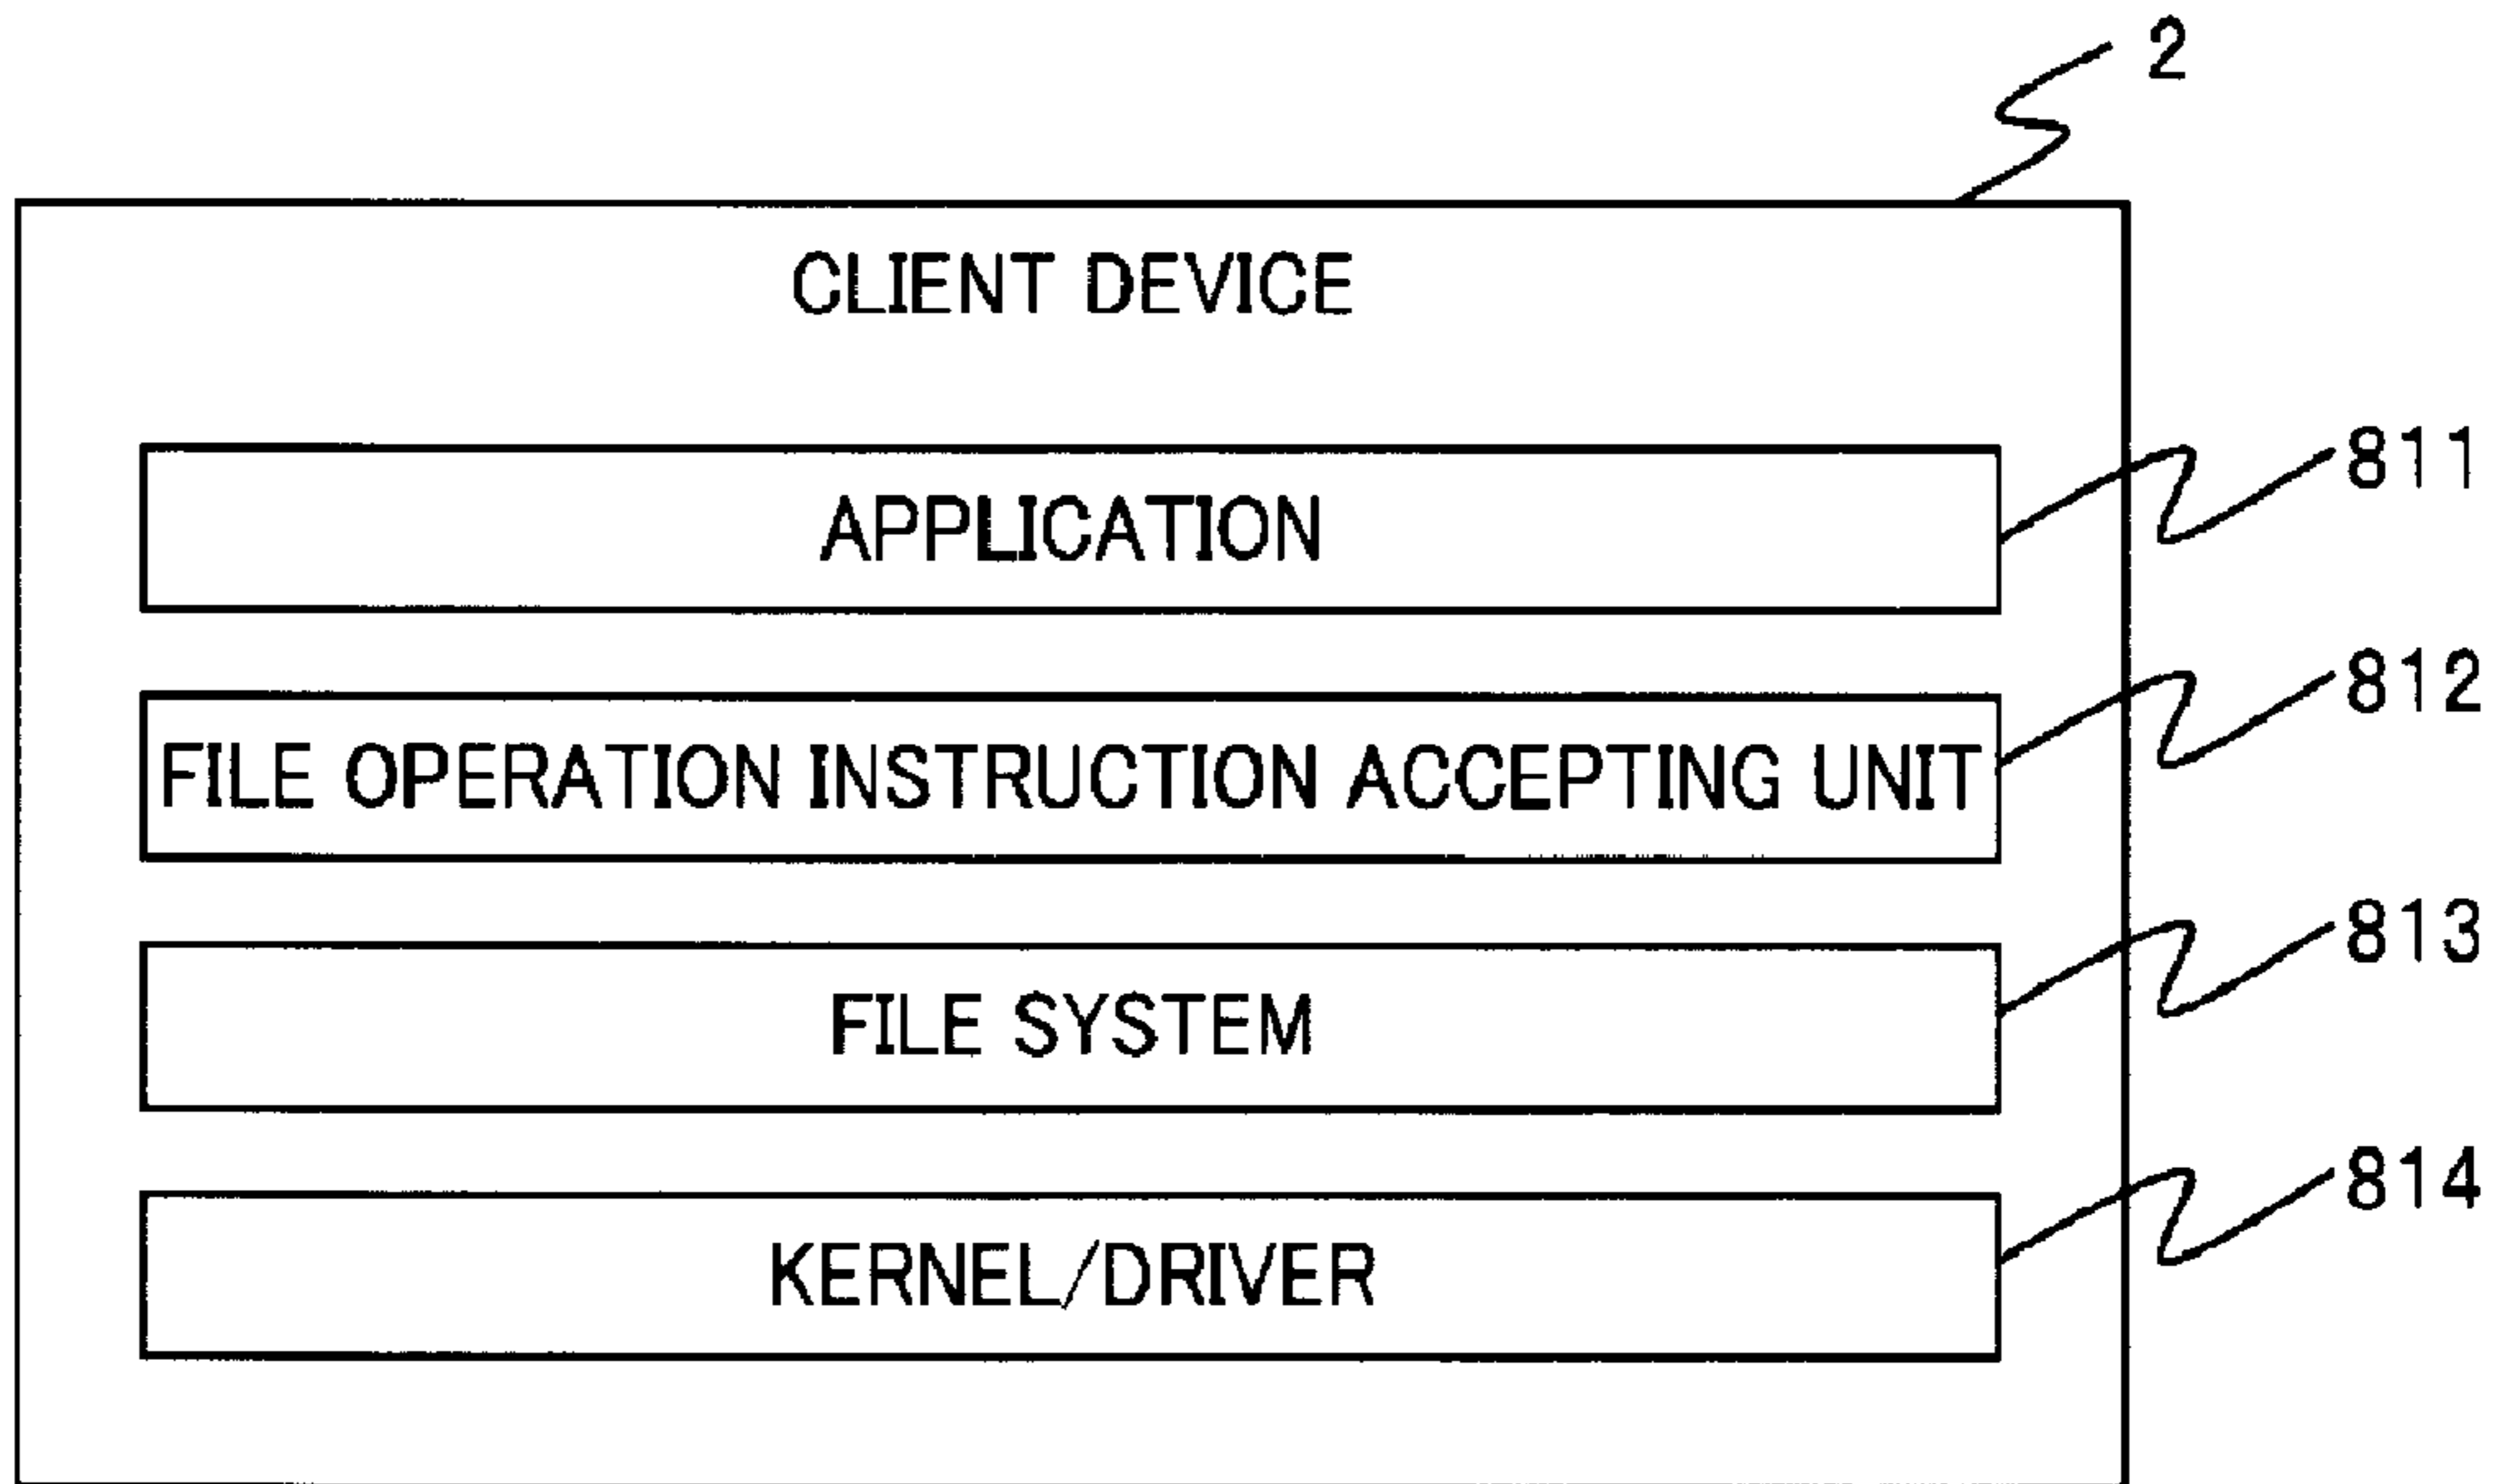 2
CLIENT DEVICE
APPLICATION
811
FILE OPERATION INSTRUCTION ACCEPTING UNIT
812
FILE SYSTEM
813
KERNEL/DRIVER
814